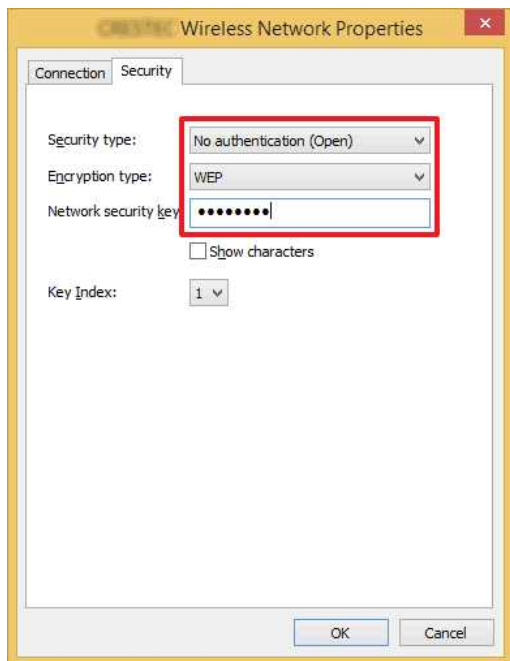 Wireless Network Properties
Connection Security
Security type: No authentication (Open)
Encryption type: WEP
Network security key ••••••••
Show characters
Key Index: 1
OK Cancel